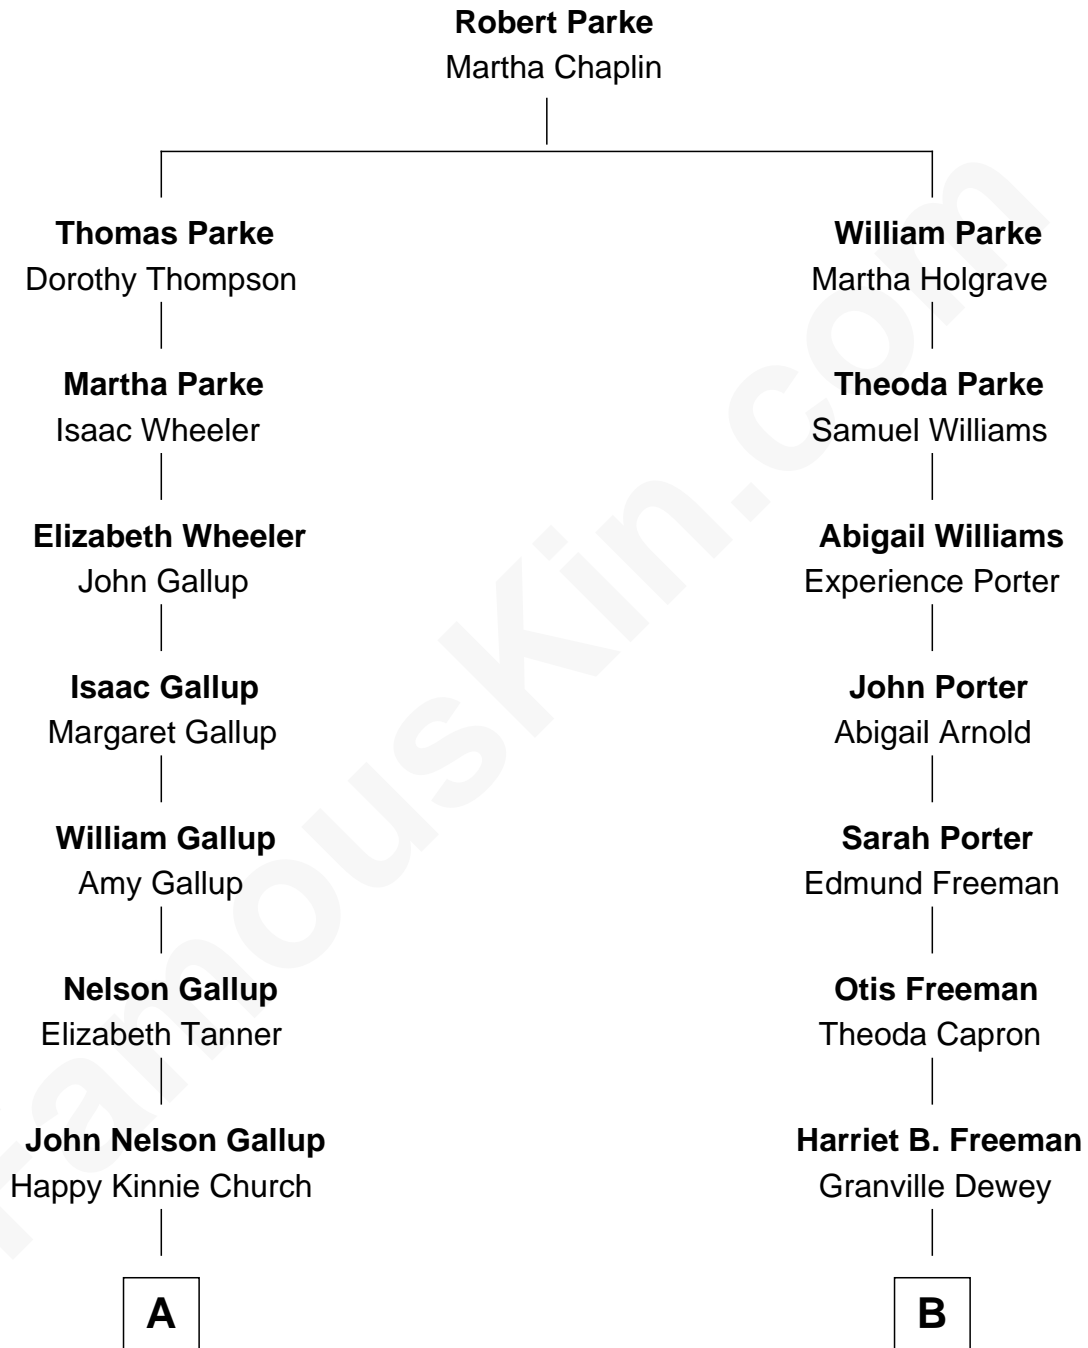 Robert Parke
Martha Chaplin
Thomas Parke
Dorothy Thompson
William Parke
Martha Holgrave
Martha Parke
Isaac Wheeler
Theoda Parke
Samuel Williams
Elizabeth Wheeler
John Gallup
Abigail Williams
Experience Porter
Isaac Gallup
Margaret Gallup
John Porter
Abigail Arnold
William Gallup
Amy Gallup
Sarah Porter
Edmund Freeman
Nelson Gallup
Elizabeth Tanner
Otis Freeman
Theoda Capron
John Nelson Gallup
Happy Kinnie Church
Harriet B. Freeman
Granville Dewey
A
B
FamousKin.com